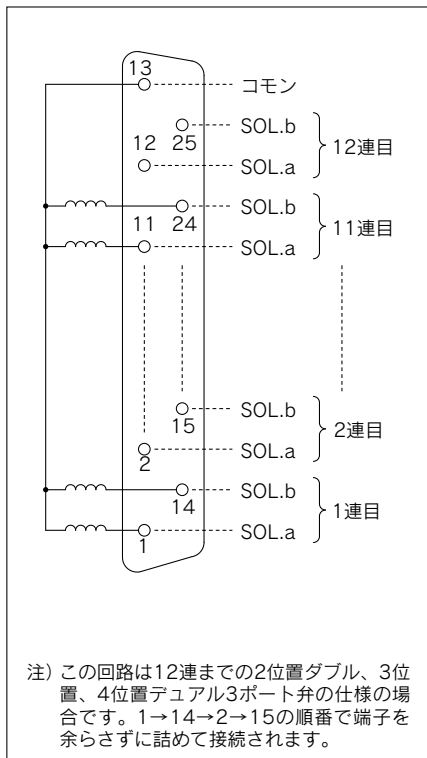 13
コモン
25 SOL.b
12 SOL.a
12連目
24 SOL.b
11 SOL.a
11連目
15 SOL.b
2 SOL.a
2連目
14 SOL.b
1 SOL.a
1連目
注) この回路は12連までの2位置ダブル、3位
置、4位置デュアル3ポート弁の仕様の場
合です。1→14→2→15の順番で端子を
余らさずに詰めて接続されます。